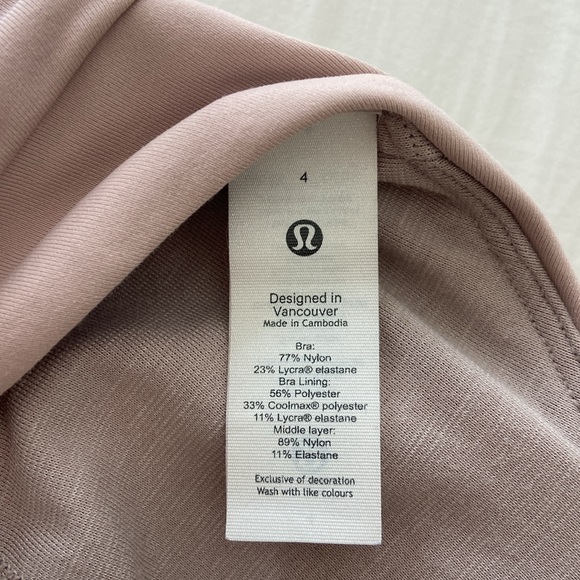 4
Designed in
Vancouver
Made in Cambodia
Bra:
77% Nylon
23% Lycra® elastane
Bra Lining:
56% Polyester
33% Coolmax® polyester
11% Lycra® elastane
Middle layer:
89% Nylon
11% Elastane
Exclusive of decoration
Wash with like colours